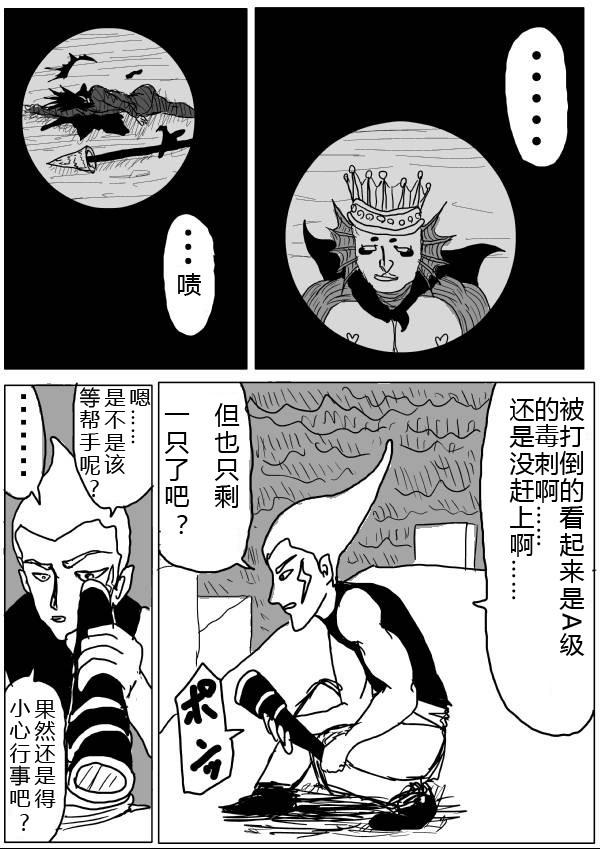 ・・・・・
・・・
啧
被打倒的看起来是A级
的毒刺啊……
还是没赶上啊……
但也只剩
一只了吧？
ポンッ
嗯……
是不是该
等帮手呢？
・・・・・・
果然还是得
小心行事吧？